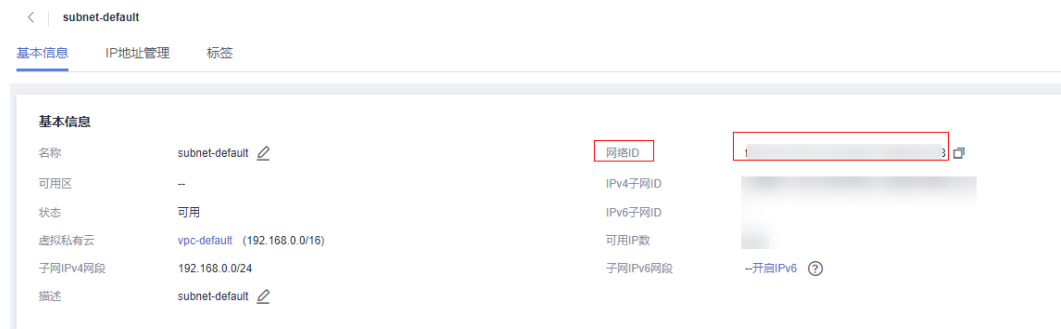 subnet-default
基本信息 IP地址管理 标签
基本信息
名称 subnet-default 网络ID
可用区 -- IPv4子网ID
状态 可用 IPv6子网ID
虚拟私有云 vpc-default (192.168.0.0/16) 可用IP数
子网IPv4网段 192.168.0.0/24 子网IPv6网段 --开启IPv6
描述 subnet-default